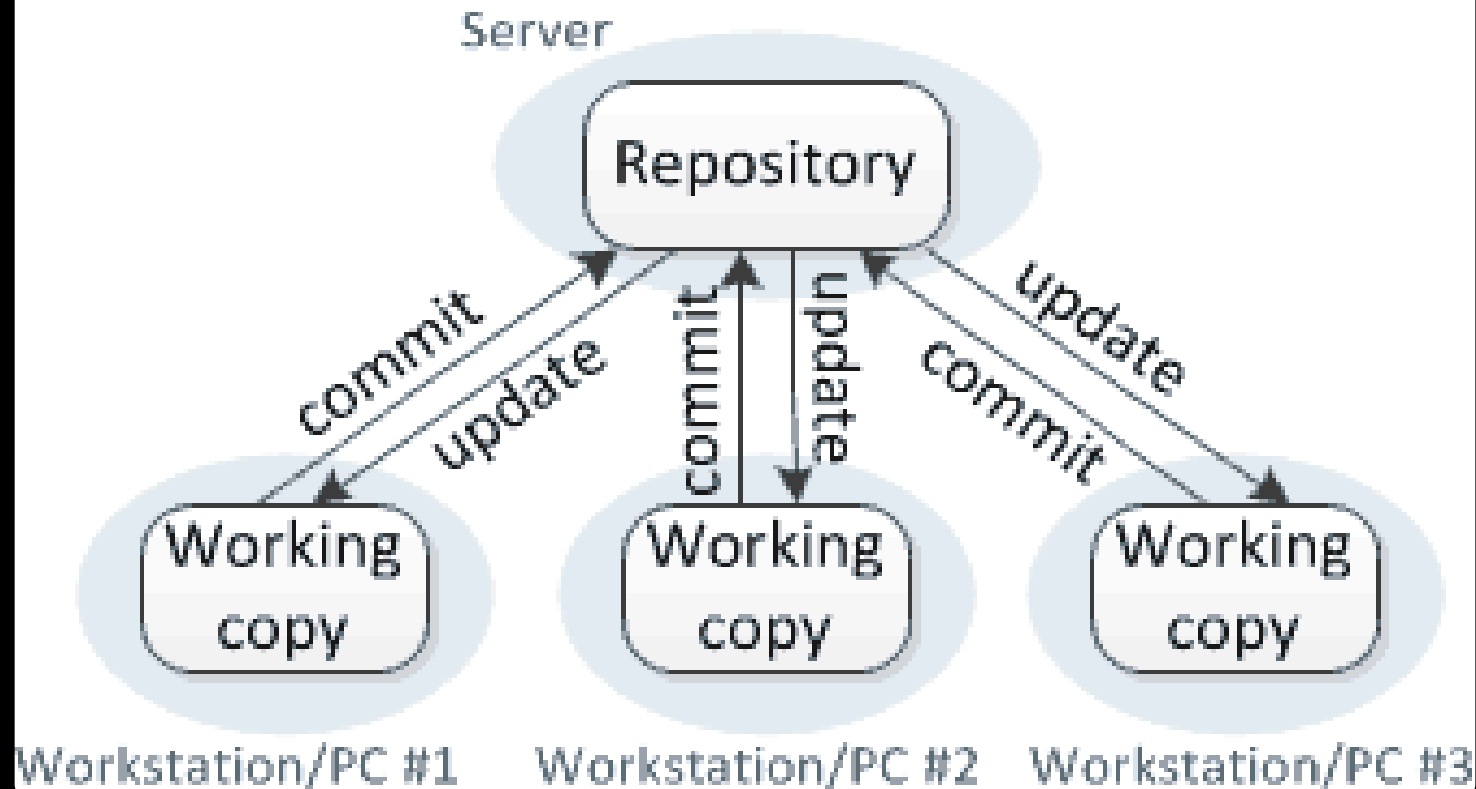 Server
Repository
commit
update
commit
update
commit
update
Working
copy
Working
copy
Working
copy
Workstation/PC #1
Workstation/PC #2
Workstation/PC #3